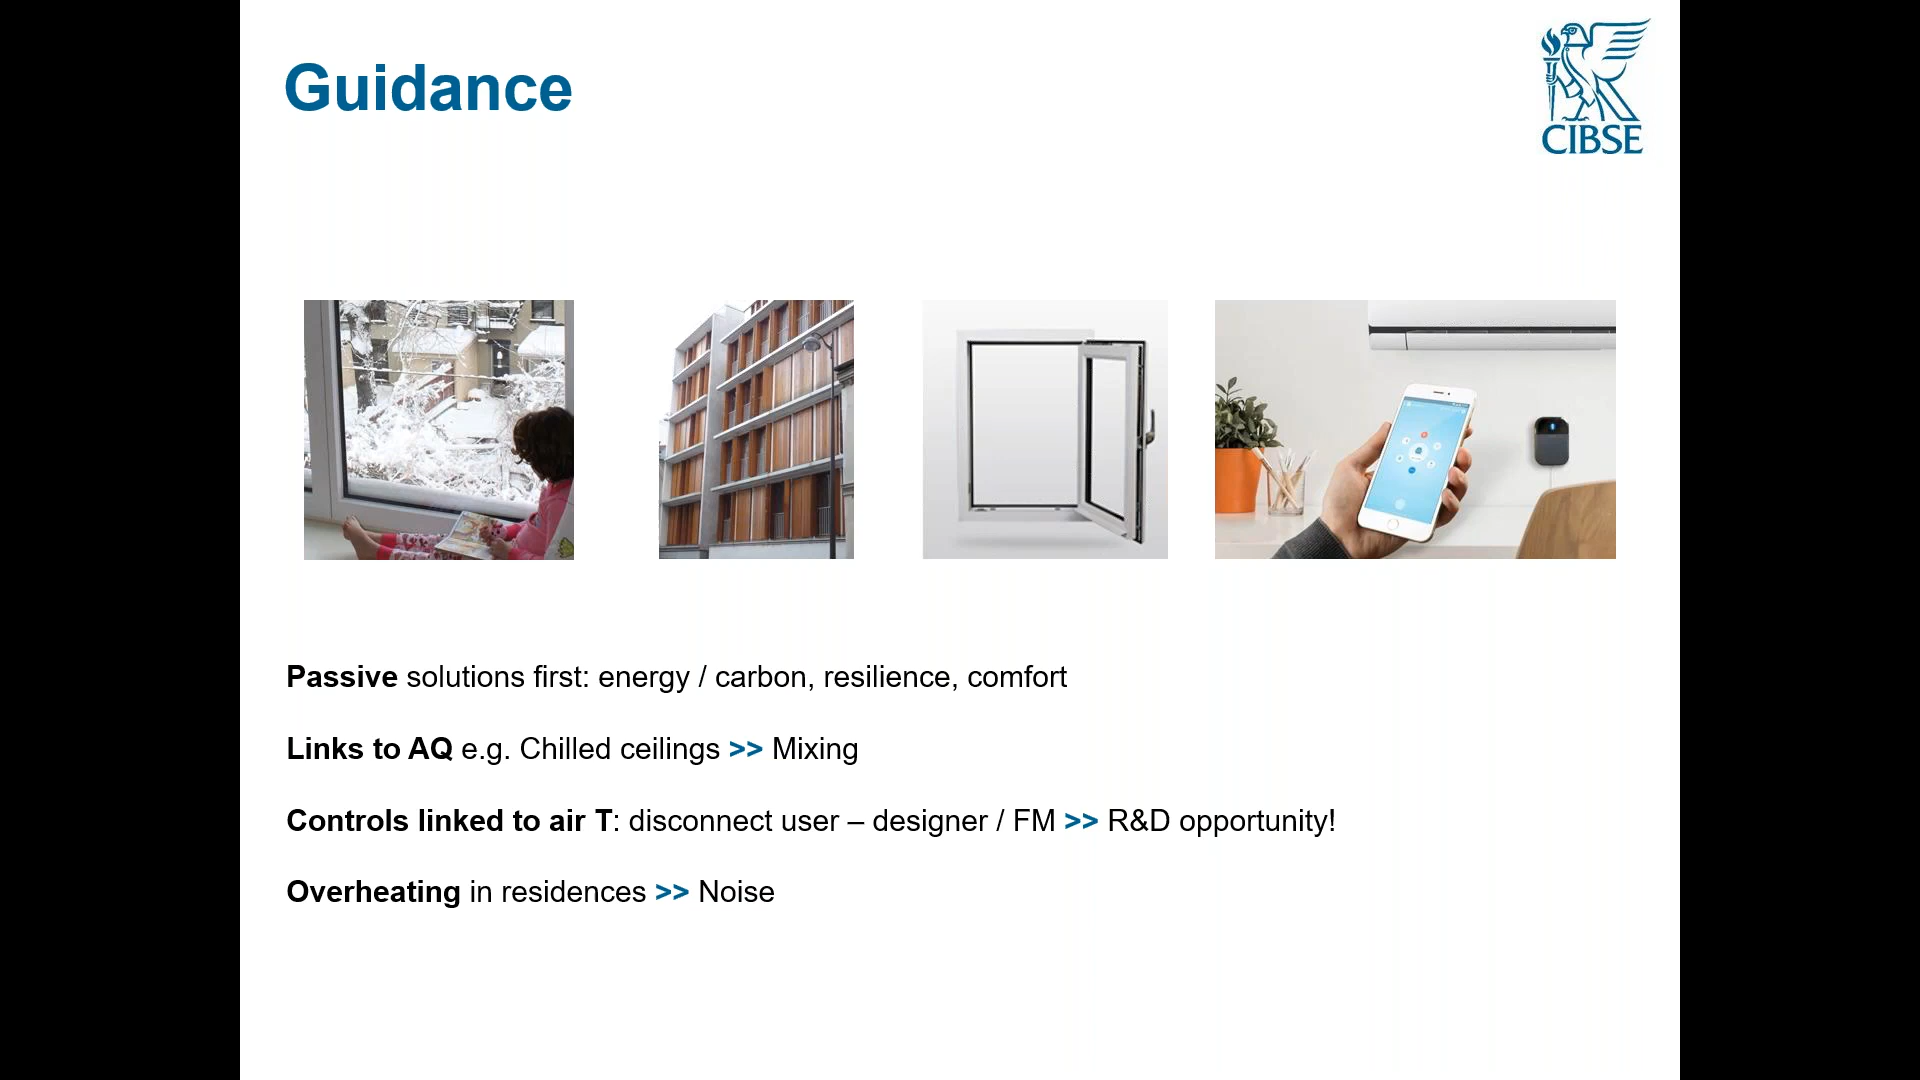 Guidance
CIBSE
Passive solutions first: energy / carbon, resilience, comfort
Links to AQ e.g. Chilled ceilings >> Mixing
Controls linked to air T: disconnect user – designer / FM >> R&D opportunity!
Overheating in residences >> Noise